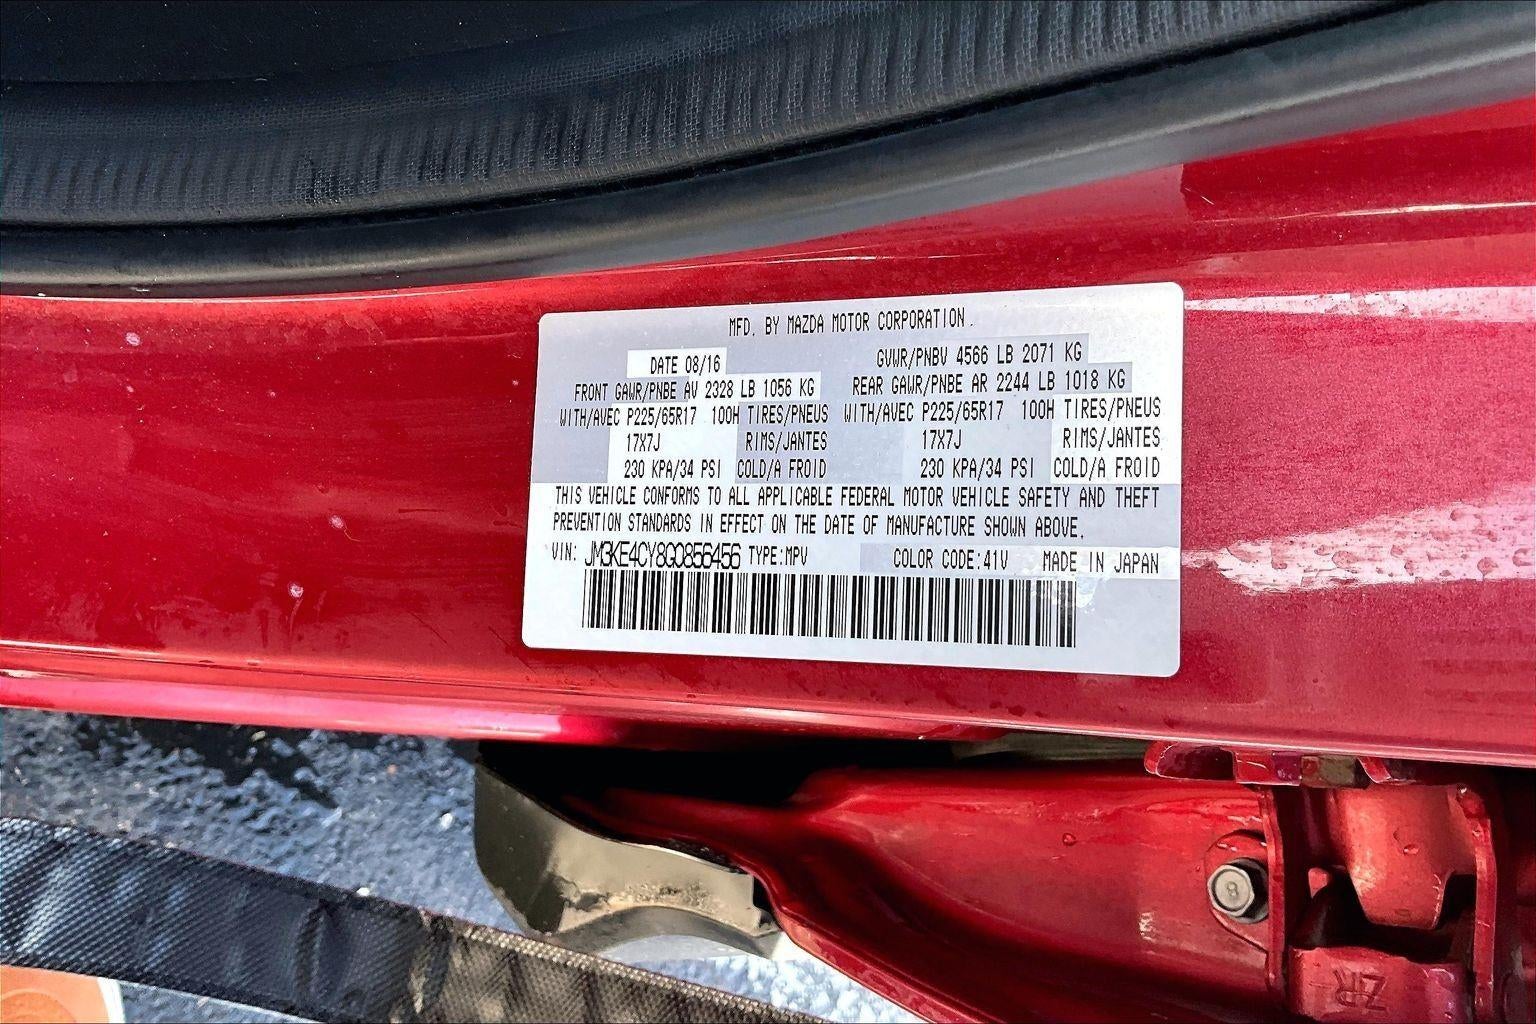 MFD. BY MAZDA MOTOR CORPORATION.
DATE 08/16 GVWR/PNBV 4566 LB 2071 KG
FRONT GAWR/PNBE AV 2328 LB 1056 KG REAR GAWR/PNBE AR 2244 LB 1018 KG
WITH/AVEC P225/65R17 100H TIRES/PNEUS WITH/AVEC P225/65R17 100H TIRES/PNEUS
17X7J RIMS/JANTES 17X7J RIMS/JANTES
230 KPA/34 PSI COLD/A FROID 230 KPA/34 PSI COLD/A FROID
THIS VEHICLE CONFORMS TO ALL APPLICABLE FEDERAL MOTOR VEHICLE SAFETY AND THEFT
PREVENTION STANDARDS IN EFFECT ON THE DATE OF MANUFACTURE SHOWN ABOVE.
VIN: JM3KE4CY8G0856456 TYPE:MPV COLOR CODE:41V MADE IN JAPAN
8
ZR